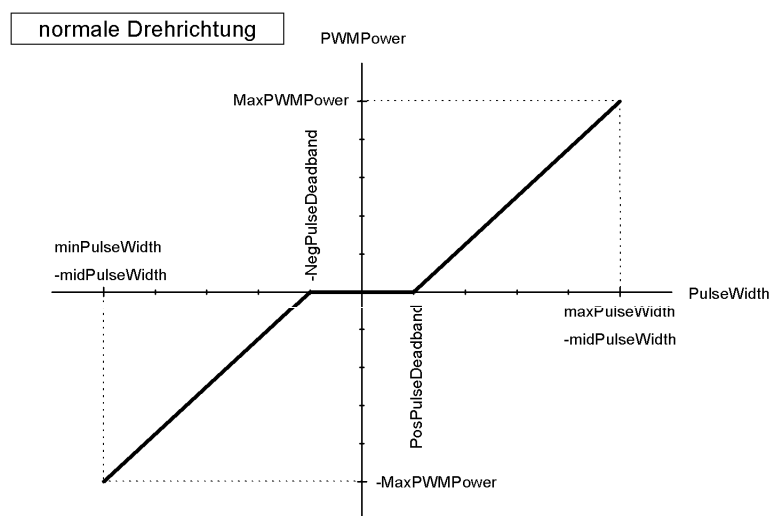 normale Drehrichtung
PWMPower
MaxPWMPower
-NegPulseDeadband
minPulseWidth
-midPulseWidth
PulseWidth
maxPulseWidth
-midPulseWidth
PosPulseDeadband
-MaxPWMPower